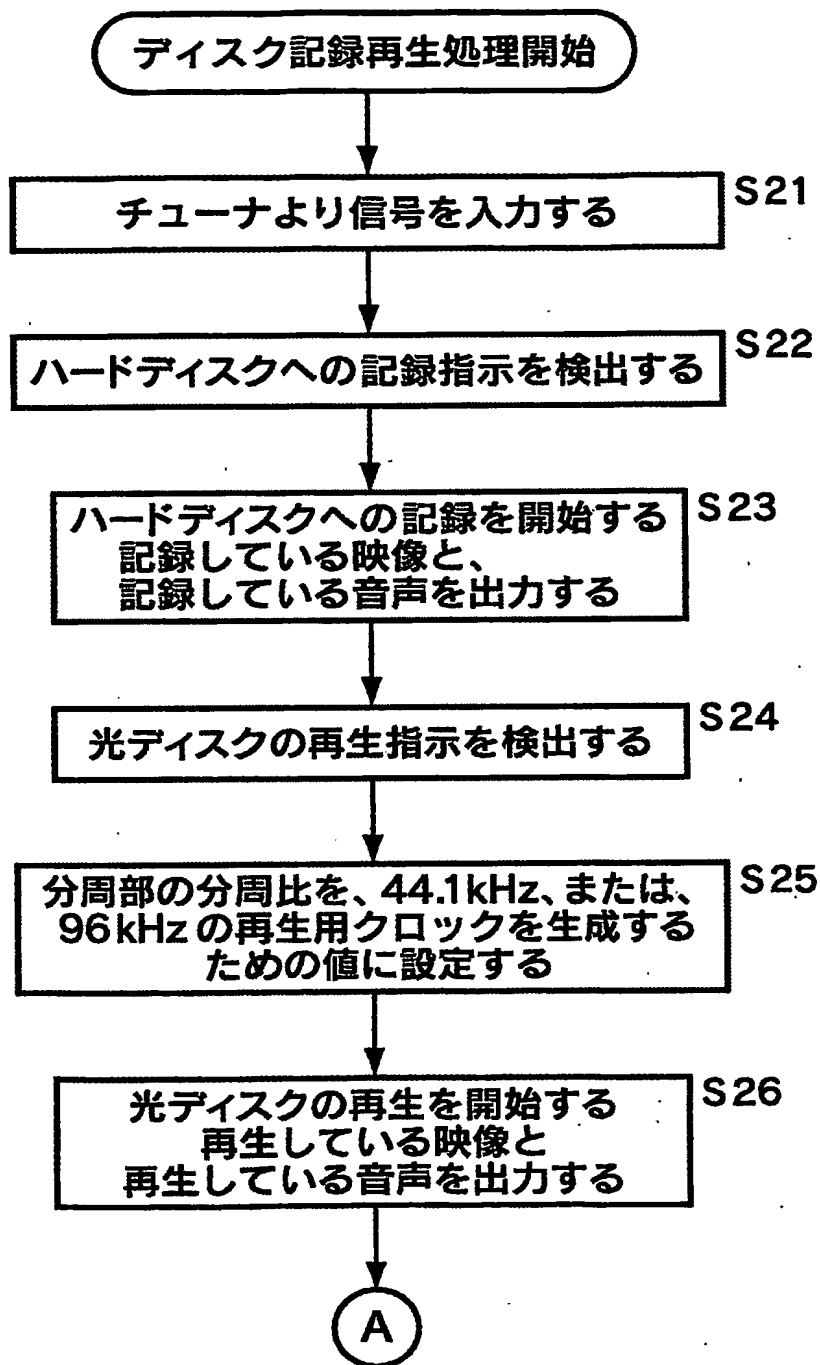 ディスク記録再生処理開始
チューナより信号を入力する
S21
ハードディスクへの記録指示を検出する
S22
ハードディスクへの記録を開始する
記録している映像と、
記録している音声を出力する
S23
光ディスクの再生指示を検出する
S24
分周部の分周比を、44.1kHz、または、
96kHzの再生用クロックを生成する
ための値に設定する
S25
光ディスクの再生を開始する
再生している映像と
再生している音声を出力する
S26
A